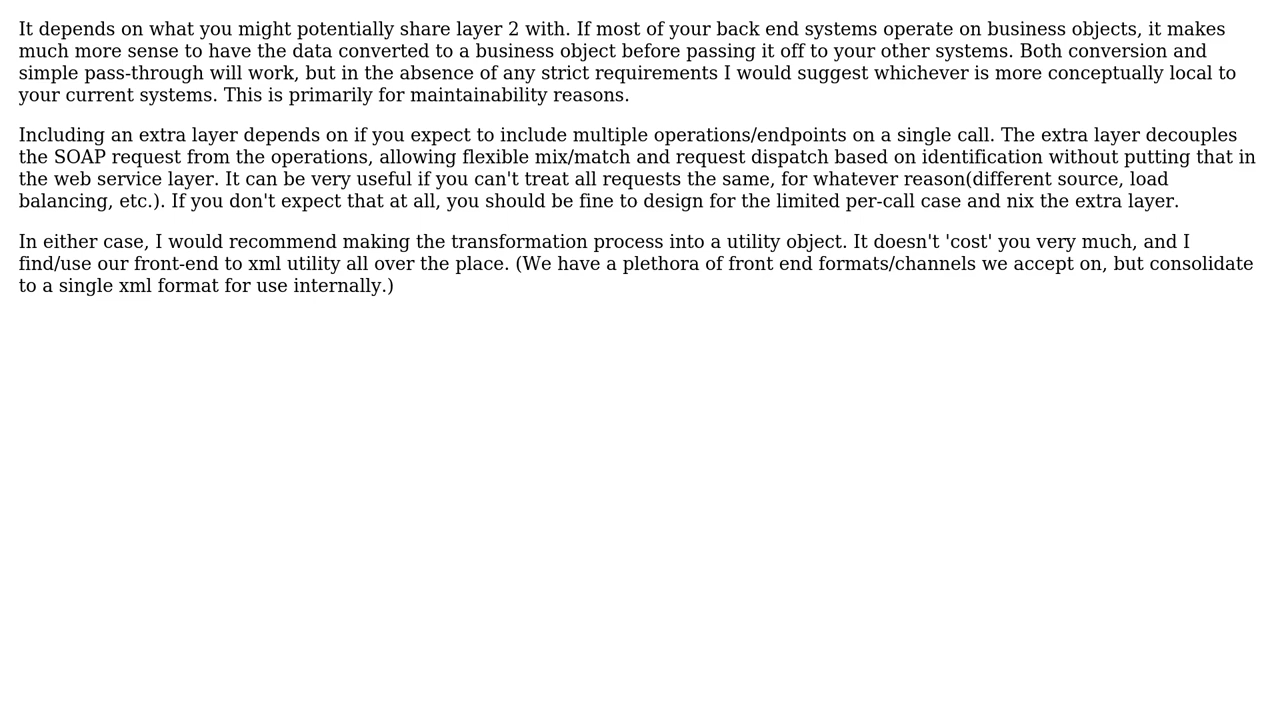 It depends on what you might potentially share layer 2 with. If most of your back end systems operate on business objects, it makes
much more sense to have the data converted to a business object before passing it off to your other systems. Both conversion and
simple pass-through will work, but in the absence of any strict requirements I would suggest whichever is more conceptually local to
your current systems. This is primarily for maintainability reasons.
Including an extra layer depends on if you expect to include multiple operations/endpoints on a single call. The extra layer decouples
the SOAP request from the operations, allowing flexible mix/match and request dispatch based on identification without putting that in
the web service layer. It can be very useful if you can't treat all requests the same, for whatever reason(different source, load
balancing, etc.). If you don't expect that at all, you should be fine to design for the limited per-call case and nix the extra layer.
In either case, I would recommend making the transformation process into a utility object. It doesn't 'cost' you very much, and I
find/use our front-end to xml utility all over the place. (We have a plethora of front end formats/channels we accept on, but consolidate
to a single xml format for use internally.)